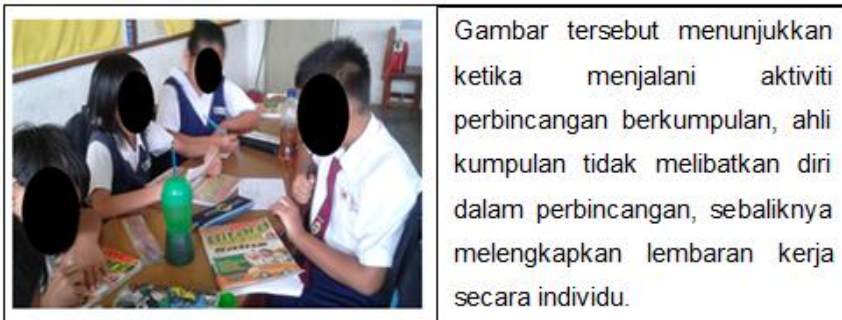 Gambar tersebut menunjukkan
ketika menjalani aktiviti
perbincangan berkumpulan, ahli
kumpulan tidak melibatkan diri
dalam perbincangan, sebaliknya
melengkapkan lembaran kerja
secara individu.